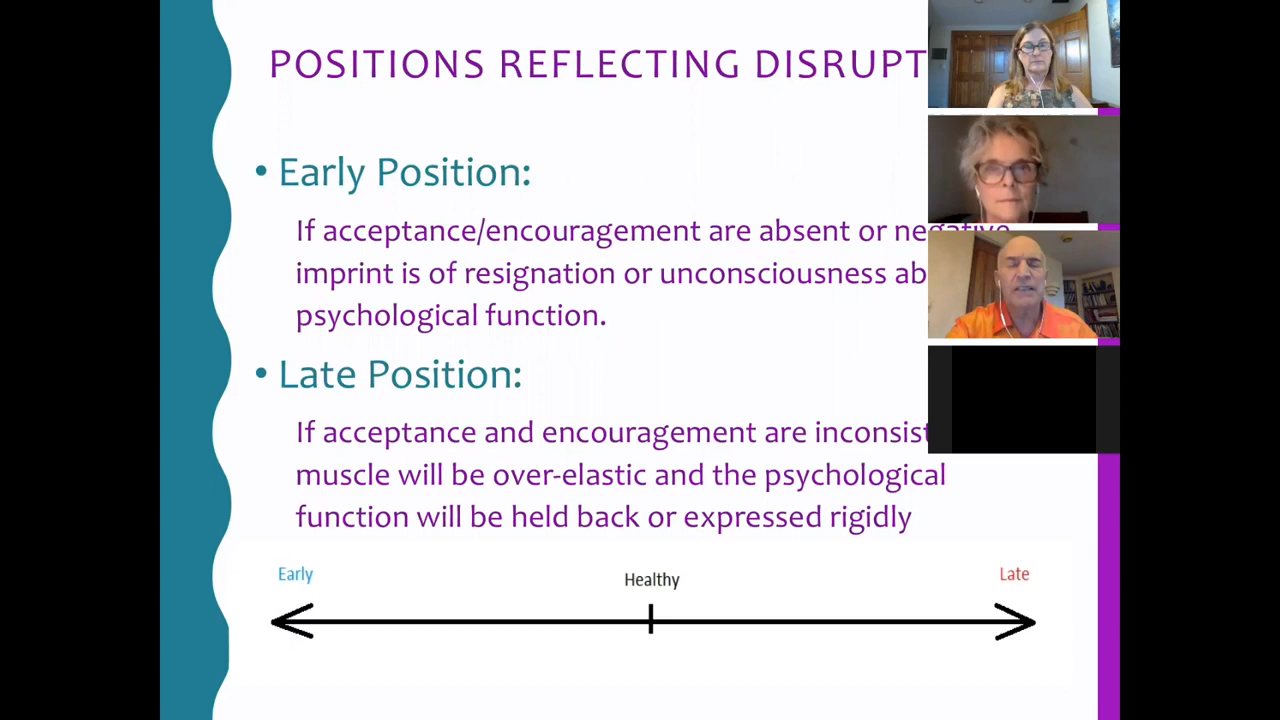 POSITIONS REFLECTING DISRUPT
• Early Position:
If acceptance/encouragement are absent or negative
imprint is of resignation or unconsciousness ab
psychological function.
• Late Position:
If acceptance and encouragement are inconsist
muscle will be over-elastic and the psychological
function will be held back or expressed rigidly
Early
Healthy
Late